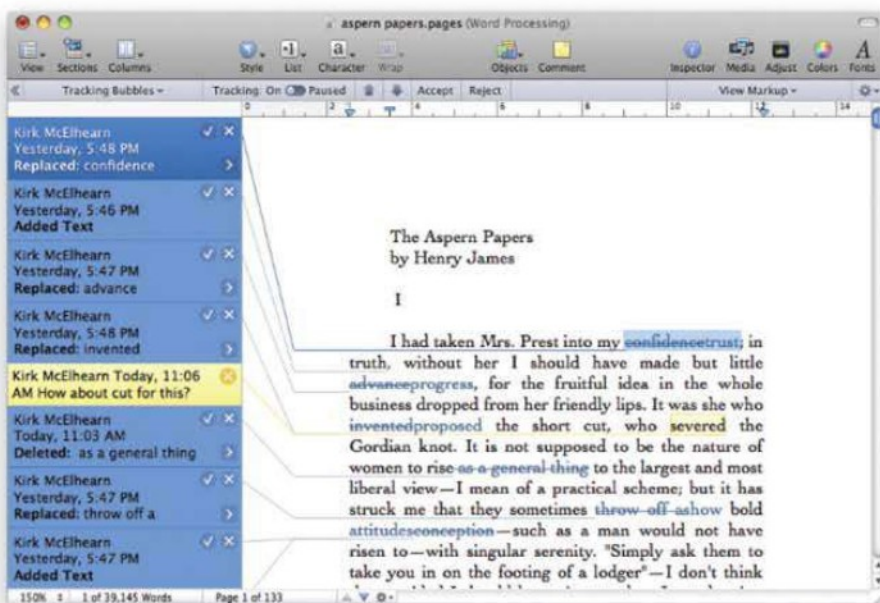 aspern papers.pages (Word Processing)
View Sections Columns Style List Character Wrap Objects Comment Inspector Media Adjust Colors Fonts
Tracking Bubbles Tracking: On Paused Accept Reject View Markup
0 2 4 6 8 10 12 14
Kirk McElhearn
Yesterday, 5:48 PM
Replaced: confidence
Kirk McElhearn
Yesterday, 5:46 PM
Added Text
Kirk McElhearn
Yesterday, 5:47 PM
Replaced: advance
Kirk McElhearn
Yesterday, 5:48 PM
Replaced: invented
Kirk McElhearn Today, 11:06
AM How about cut for this?
Kirk McElhearn
Today, 11:03 AM
Deleted: as a general thing
Kirk McElhearn
Yesterday, 5:47 PM
Replaced: throw off a
Kirk McElhearn
Yesterday, 5:47 PM
Added Text
The Aspern Papers
by Henry James
I
I had taken Mrs. Prest into my confidencetrust; in
truth, without her I should have made but little
advanceprogress, for the fruitful idea in the whole
business dropped from her friendly lips. It was she who
inventedproposed the short cut, who severed the
Gordian knot. It is not supposed to be the nature of
women to rise as a general thing to the largest and most
liberal view—I mean of a practical scheme; but it has
struck me that they sometimes throw off ashow bold
attitudesconception—such as a man would not have
risen to—with singular serenity. "Simply ask them to
take you in on the footing of a lodger"—I don't think
150% 1 of 39,145 Words Page 1 of 133